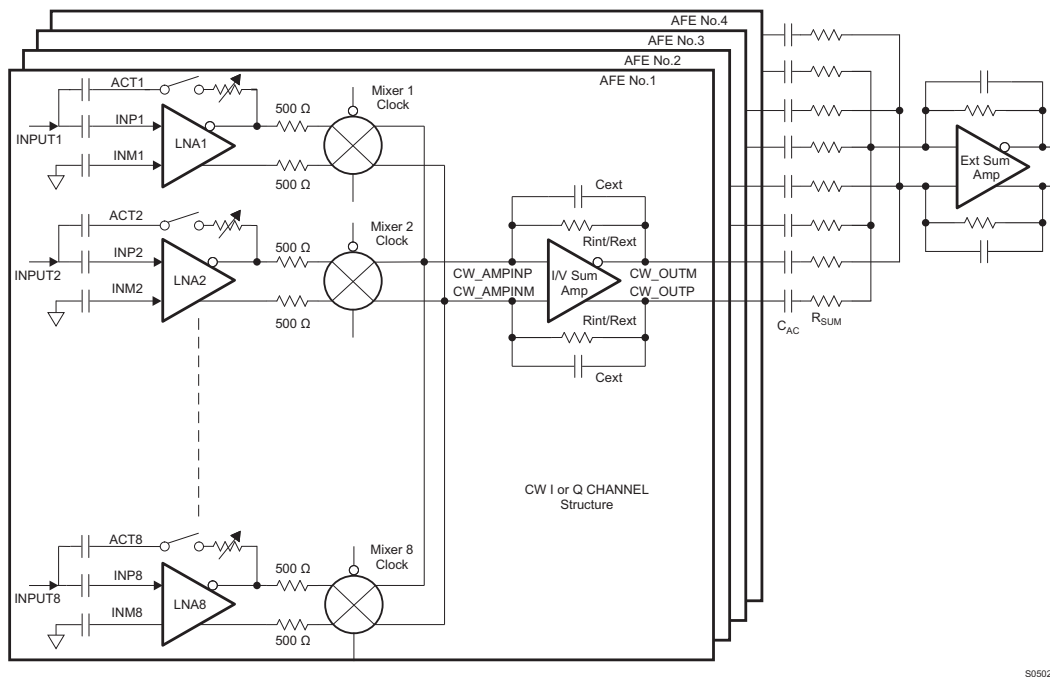 AFE No.4
AFE No.3
AFE No.2
AFE No.1
ACT1
INPUT1
INP1
INM1
LNA1
500 Ω
500 Ω
Mixer 1
Clock
ACT2
INPUT2
INP2
INM2
LNA2
500 Ω
500 Ω
Mixer 2
Clock
Cext
Rint/Rext
CW_AMPINP
CW_AMPINM
I/V Sum
Amp
CW_OUTM
CW_OUTP
Rint/Rext
Cext
CAC
RSUM
Ext Sum
Amp
CW I or Q CHANNEL
Structure
ACT8
INPUT8
INP8
INM8
LNA8
500 Ω
500 Ω
Mixer 8
Clock
S0502